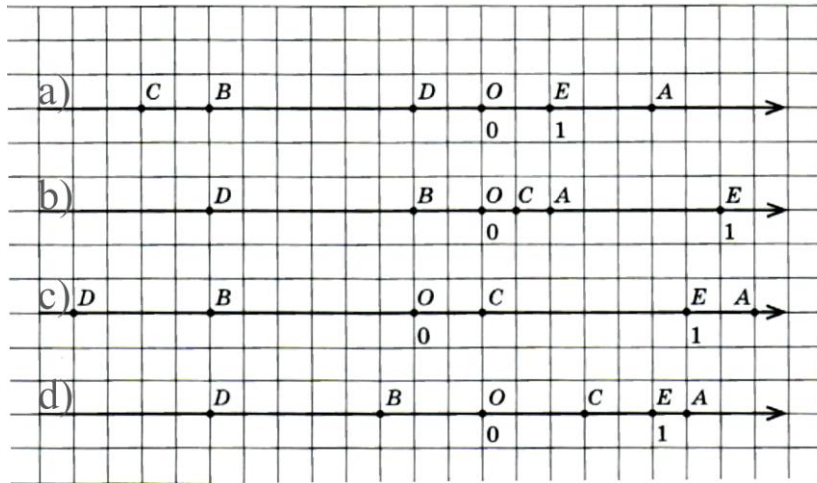 a) C B D O E A
0 1
b) D B O C A E
0 1
c) D B O C E A
0 1
d) D B O C E A
0 1